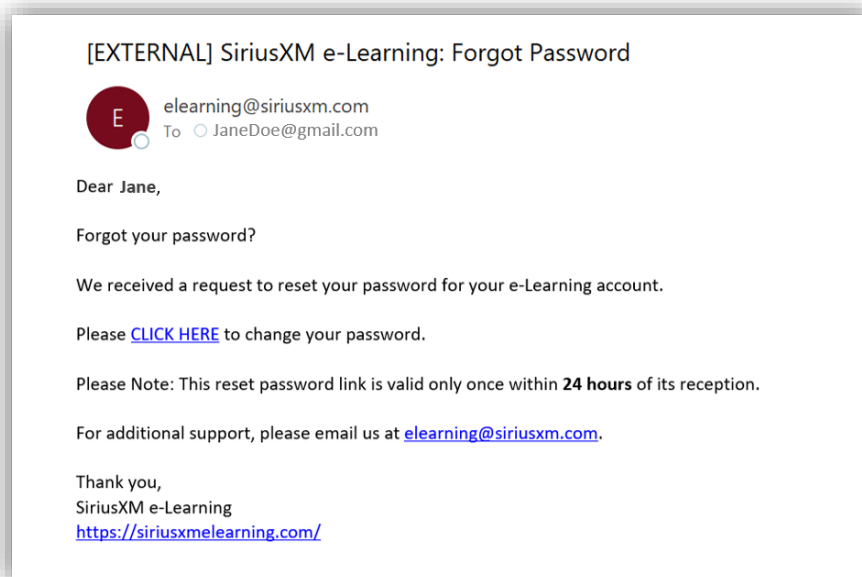 [EXTERNAL] SiriusXM e-Learning: Forgot Password
E
elearning@siriusxm.com
To JaneDoe@gmail.com
Dear Jane,
Forgot your password?
We received a request to reset your password for your e-Learning account.
Please CLICK HERE to change your password.
Please Note: This reset password link is valid only once within 24 hours of its reception.
For additional support, please email us at elearning@siriusxm.com.
Thank you,
SiriusXM e-Learning
https://siriusxmelearning.com/